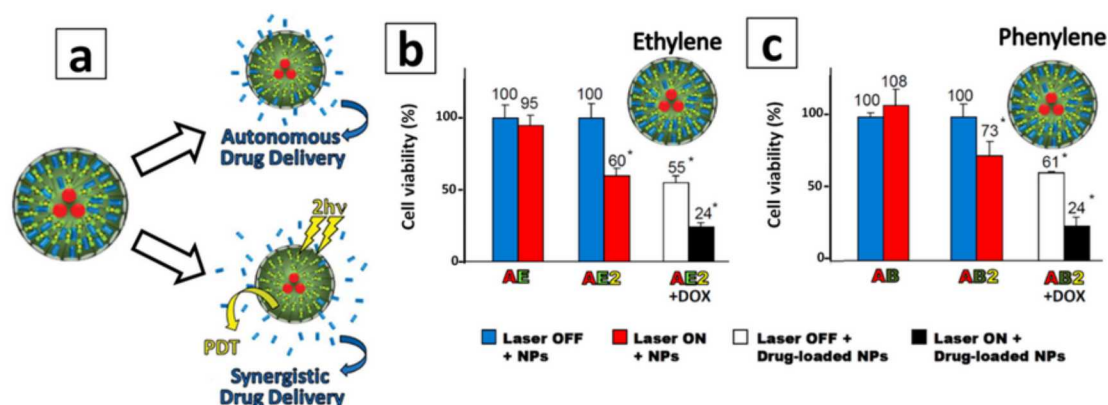 a
Autonomous
Drug Delivery
2hν
PDT
Synergistic
Drug Delivery
b
Ethylene
Cell viability (%)
100
50
0
100
95
100
60*
55*
24*
AE
AE2
AE2
+DOX
c
Phenylene
Cell viability (%)
100
50
0
100
108
100
73*
61*
24*
AB
AB2
AB2
+DOX
Laser OFF
+ NPs
Laser ON
+ NPs
Laser OFF +
Drug-loaded NPs
Laser ON +
Drug-loaded NPs